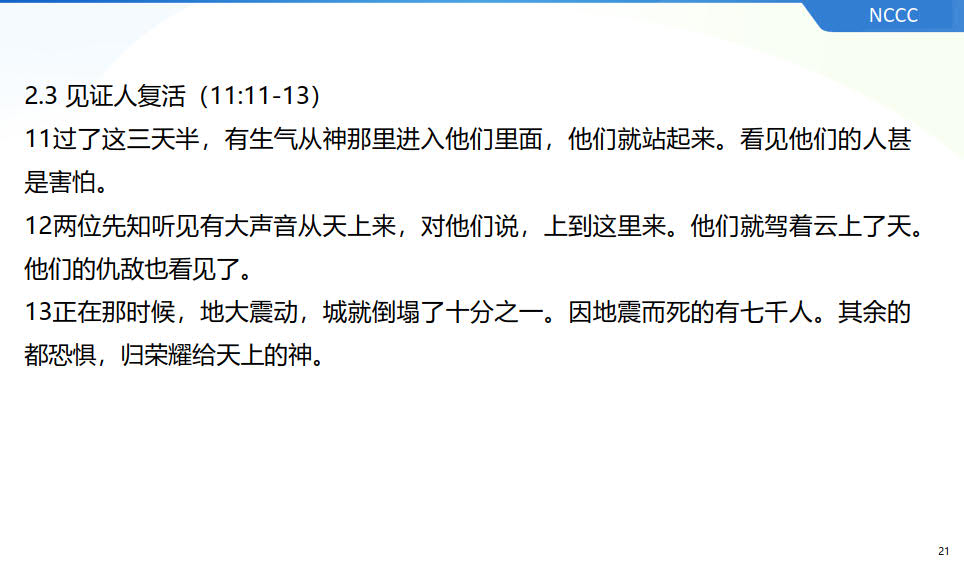 NCCC
2.3 见证人复活（11:11-13）
11过了这三天半，有生气从神那里进入他们里面，他们就站起来。看见他们的人甚
是害怕。
12两位先知听见有大声音从天上来，对他们说，上到这里来。他们就驾着云上了天。
他们的仇敌也看见了。
13正在那时候，地大震动，城就倒塌了十分之一。因地震而死的有七千人。其余的
都恐惧，归荣耀给天上的神。
21